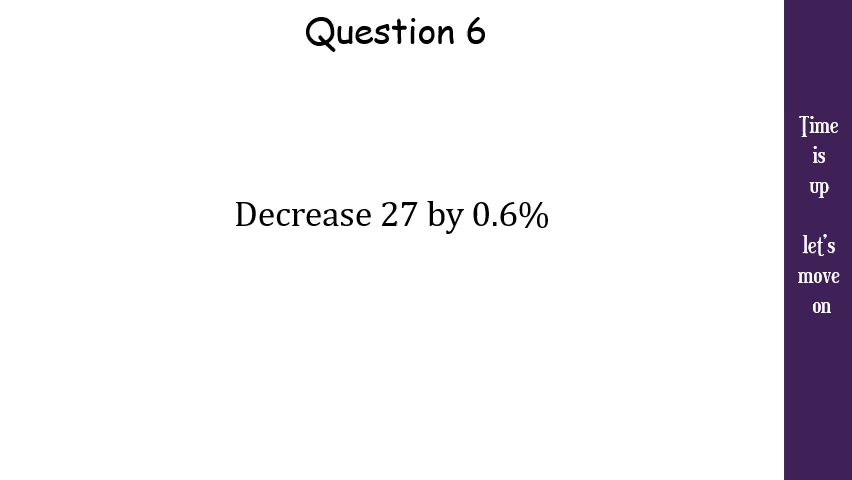 Question 6
Decrease 27 by 0.6%
Time
is
up
let's
move
on